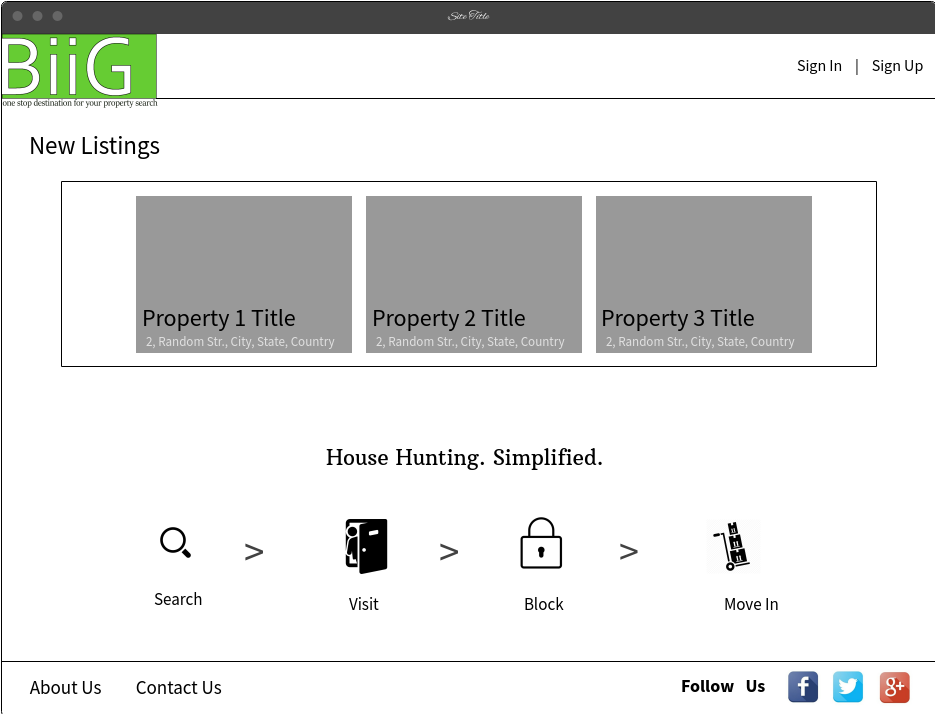 Site Title
BiiG
one stop destination for your property search
Sign In | Sign Up
New Listings
Property 1 Title
2, Random Str., City, State, Country
Property 2 Title
2, Random Str., City, State, Country
Property 3 Title
2, Random Str., City, State, Country
House Hunting. Simplified.
> > >
Search
Visit
Block
Move In
About Us
Contact Us
Follow Us
f
g+